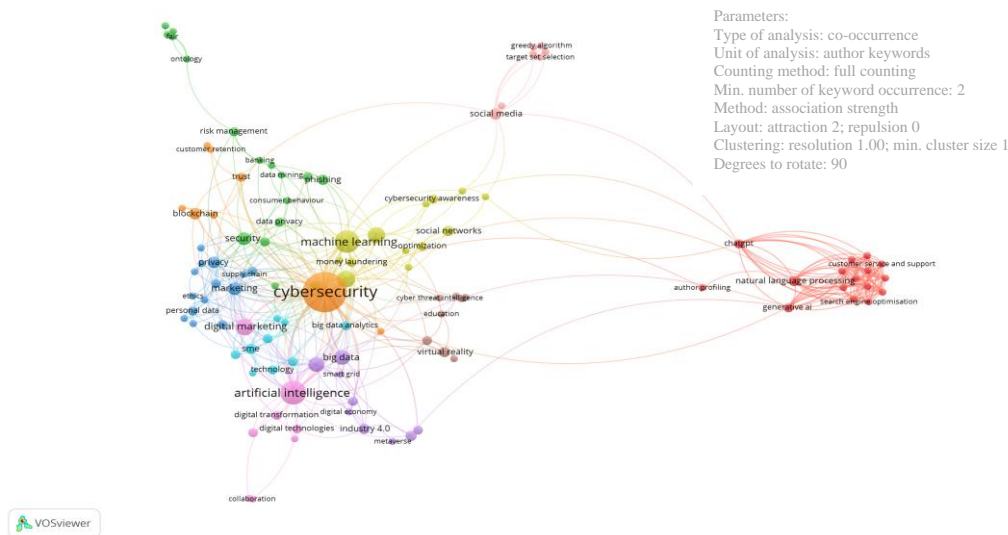 Parameters:
Type of analysis: co-occurrence
Unit of analysis: author keywords
Counting method: full counting
Min. number of keyword occurrence: 2
Method: association strength
Layout: attraction 2; repulsion 0
Clustering: resolution 1.00; min. cluster size 1
Degrees to rotate: 90
fair
ontology
greedy algorithm
target set selection
social media
risk management
customer retention
banking
trust
data mining
phishing
consumer behaviour
cybersecurity awareness
blockchain
data privacy
social networks
security
machine learning
optimization
chatgpt
privacy
money laundering
customer service and support
supply chain
natural language processing
marketing
author profiling
cybersecurity
ethics
cyber threat intelligence
search engine optimisation
personal data
education
generative ai
digital marketing
big data analytics
sme
virtual reality
big data
technology
smart grid
artificial intelligence
digital economy
digital transformation
digital technologies
industry 4.0
metaverse
collaboration
VOSviewer